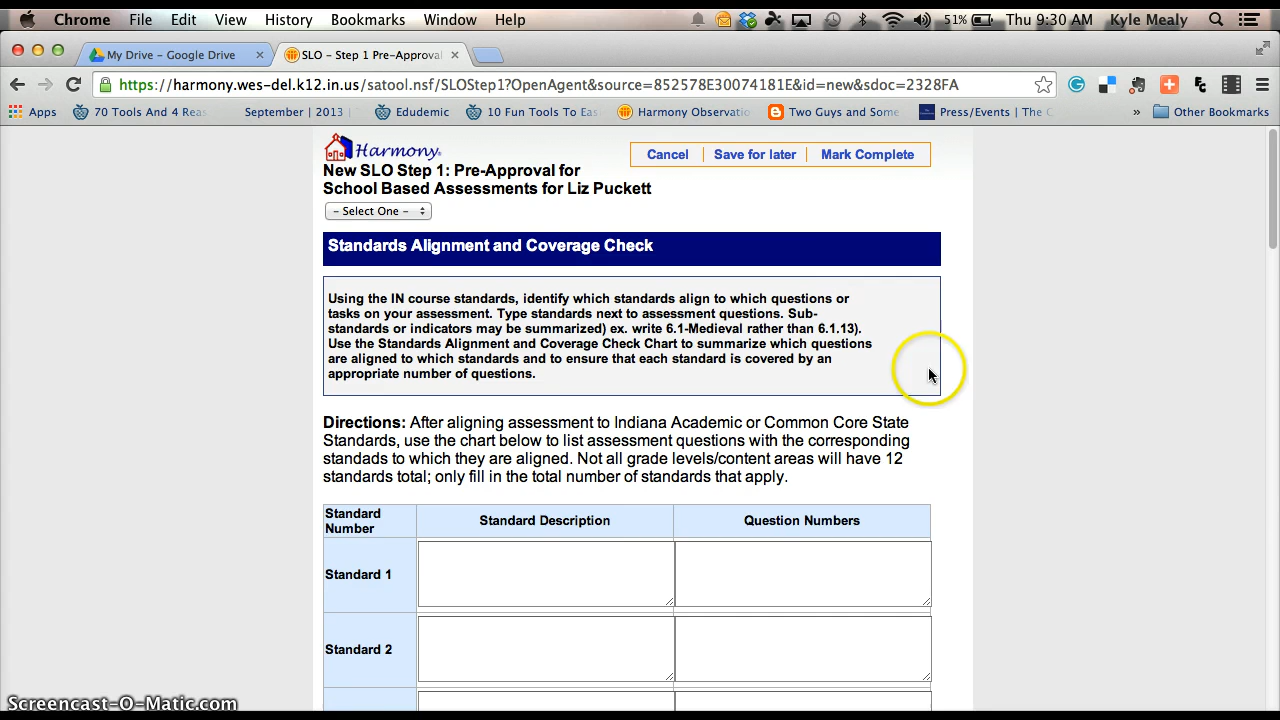 Chrome File Edit View History Bookmarks Window Help 51% Thu 9:30 AM Kyle Mealy
My Drive – Google Drive
SLO – Step 1 Pre-Approva
https://harmony.wes-del.k12.in.us/satool.nsf/SLOStep1?OpenAgent&source=852578E30074181E&id=new&sdoc=2328FA
Apps 70 Tools And 4 Reas September | 2013 Edudemic 10 Fun Tools To Eas Harmony Observatio Two Guys and Some Press/Events | The C » Other Bookmarks
Harmony
Cancel Save for later Mark Complete
New SLO Step 1: Pre-Approval for
School Based Assessments for Liz Puckett
– Select One –
Standards Alignment and Coverage Check
Using the IN course standards, identify which standards align to which questions or
tasks on your assessment. Type standards next to assessment questions. Sub-
standards or indicators may be summarized) ex. write 6.1-Medieval rather than 6.1.13).
Use the Standards Alignment and Coverage Check Chart to summarize which questions
are aligned to which standards and to ensure that each standard is covered by an
appropriate number of questions.
Directions: After aligning assessment to Indiana Academic or Common Core State
Standards, use the chart below to list assessment questions with the corresponding
standads to which they are aligned. Not all grade levels/content areas will have 12
standards total; only fill in the total number of standards that apply.
Standard
Number
Standard Description
Question Numbers
Standard 1
Standard 2
Screencast-O-Matic.com